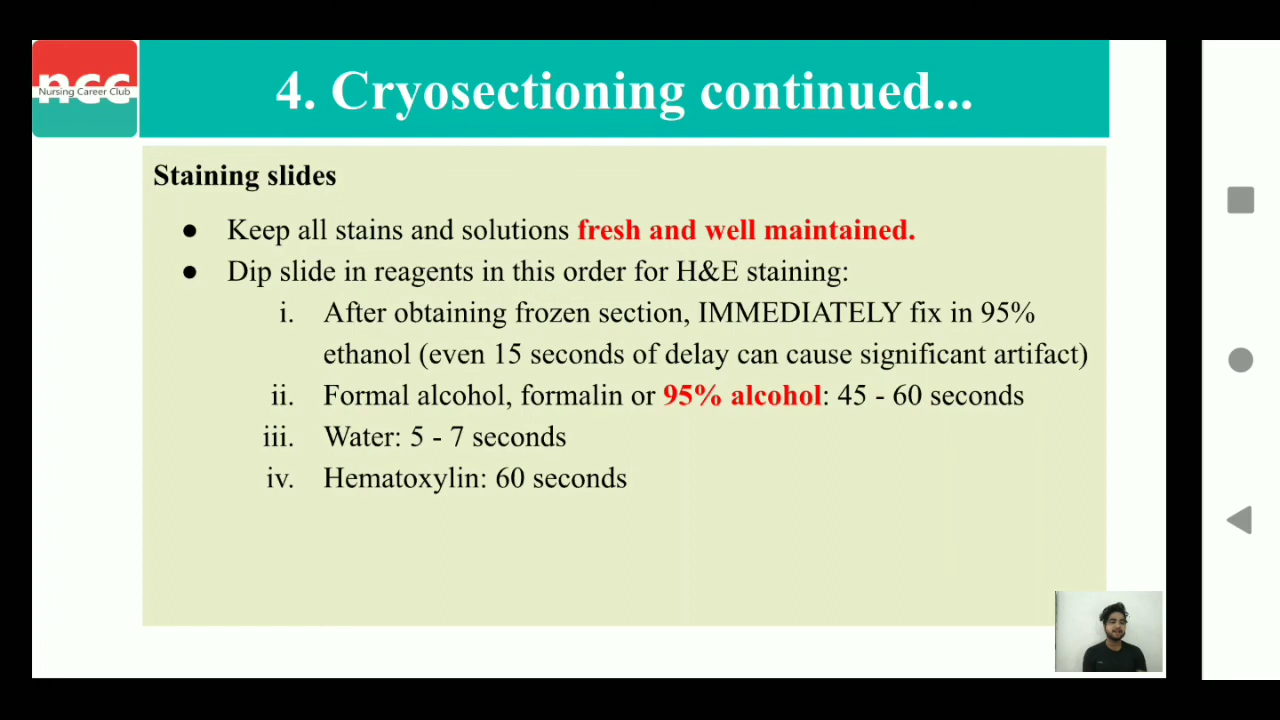 ncc
Nursing Career Club
4. Cryosectioning continued...
Staining slides
● Keep all stains and solutions fresh and well maintained.
● Dip slide in reagents in this order for H&E staining:
i. After obtaining frozen section, IMMEDIATELY fix in 95%
ethanol (even 15 seconds of delay can cause significant artifact)
ii. Formal alcohol, formalin or 95% alcohol: 45 - 60 seconds
iii. Water: 5 - 7 seconds
iv. Hematoxylin: 60 seconds